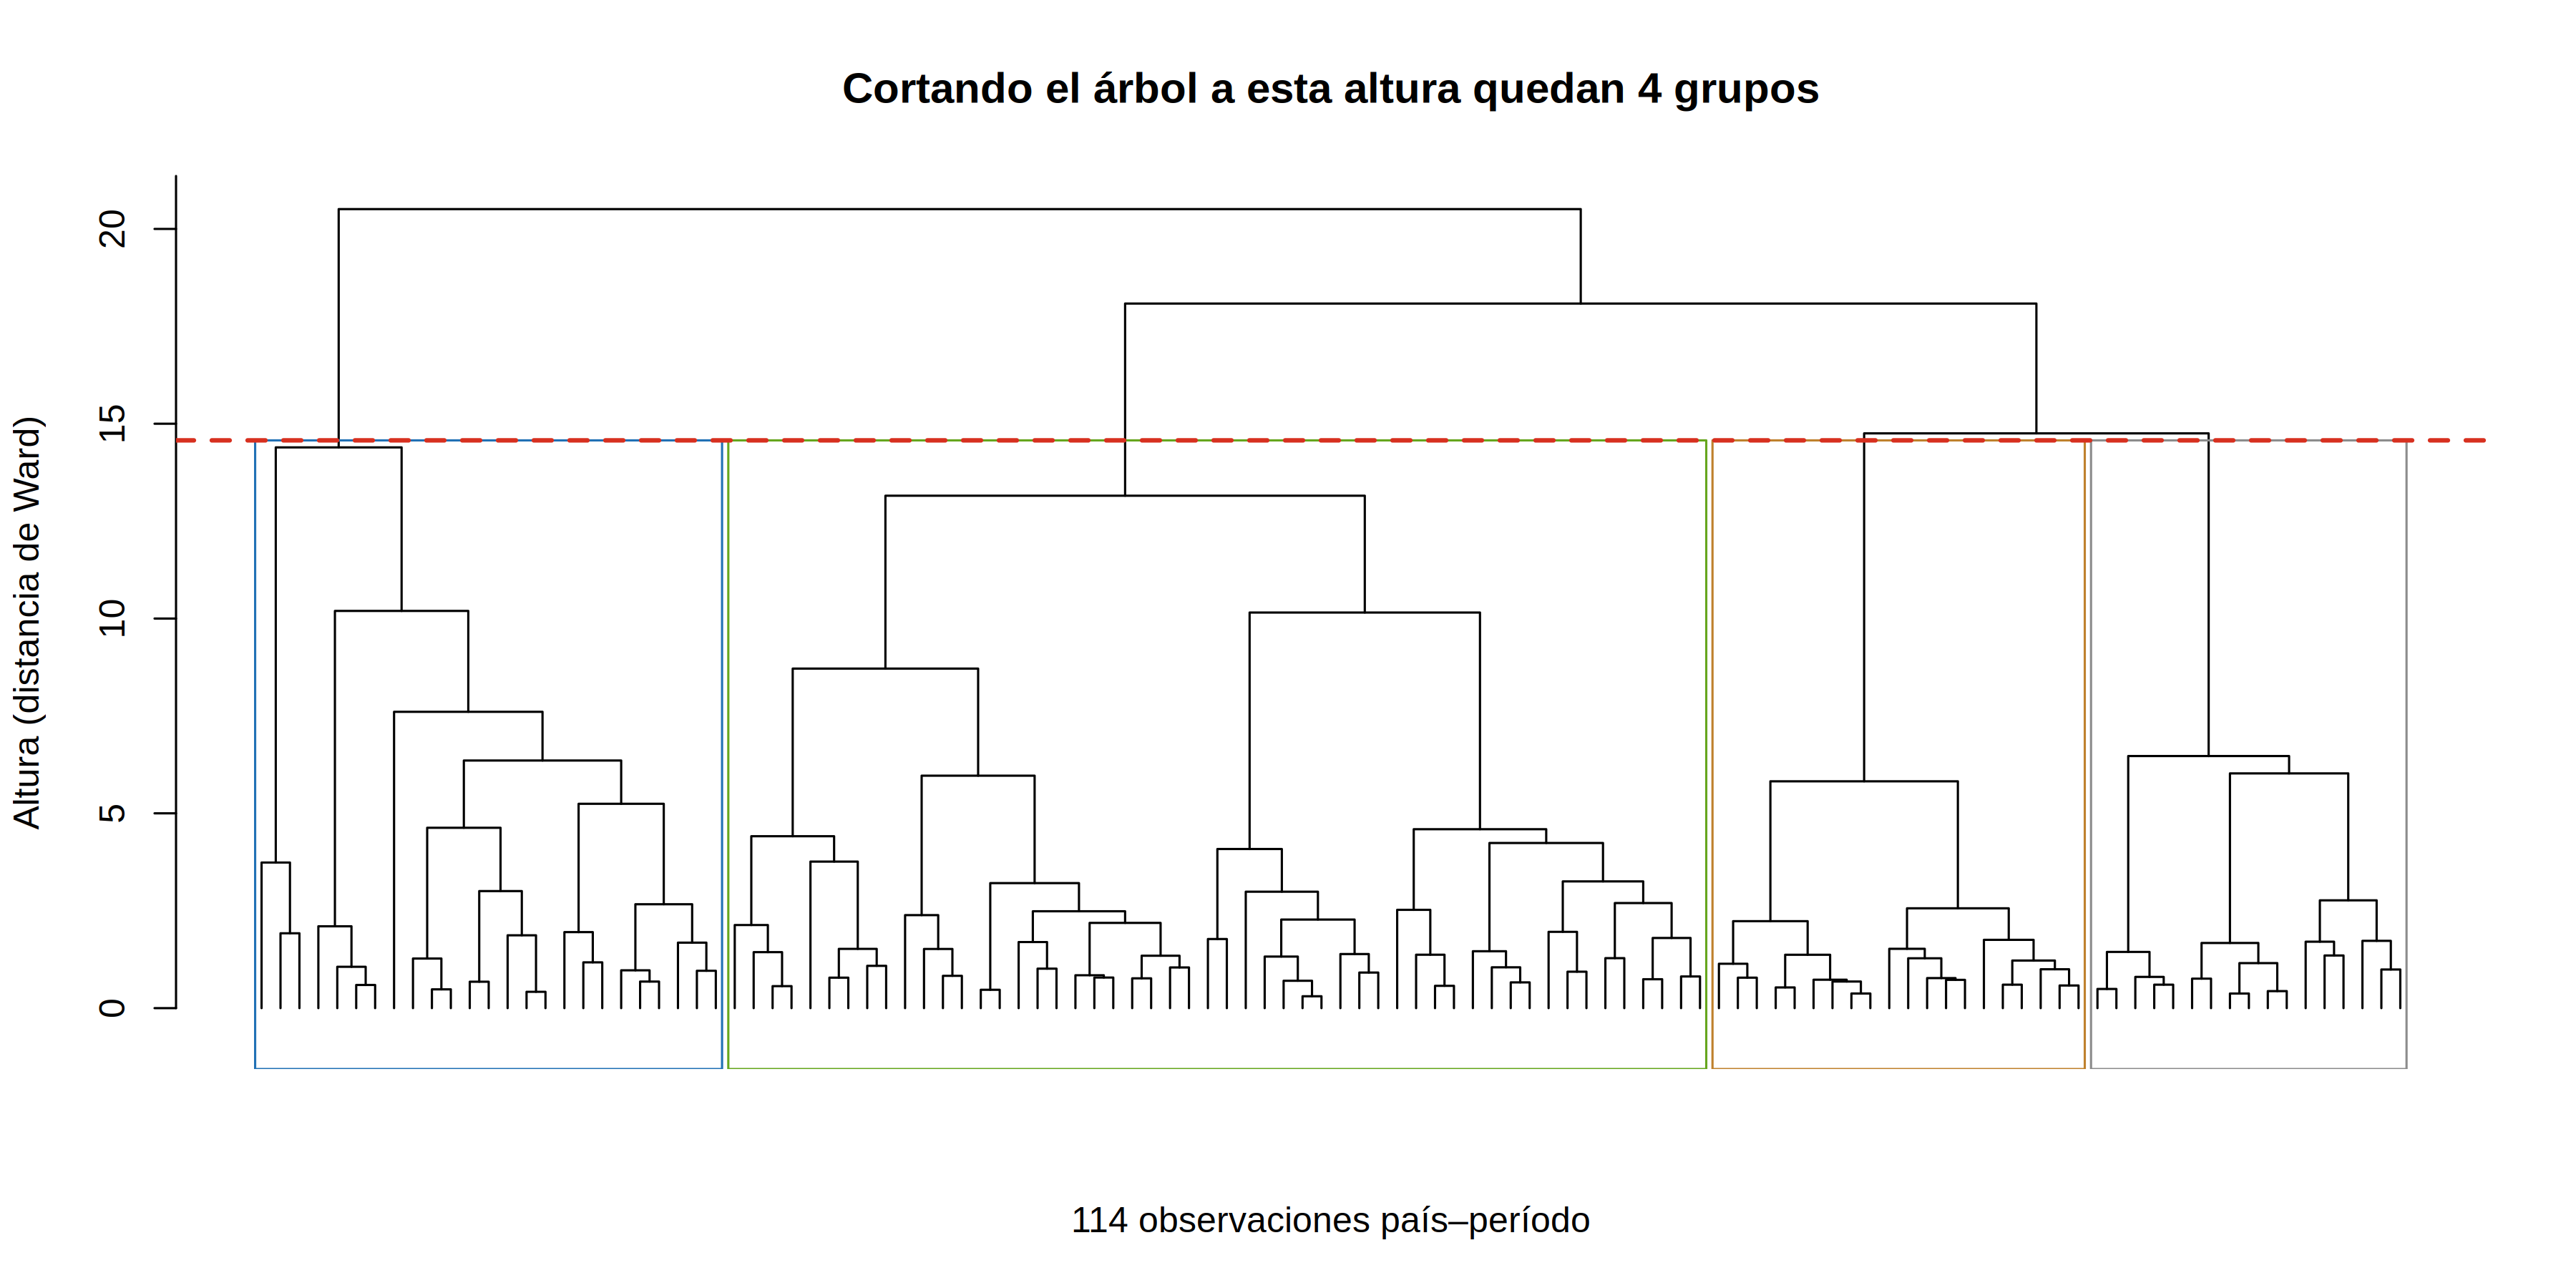 Cortando el árbol a esta altura quedan 4 grupos
Altura (distancia de Ward)
20
15
10
5
0
114 observaciones país–período